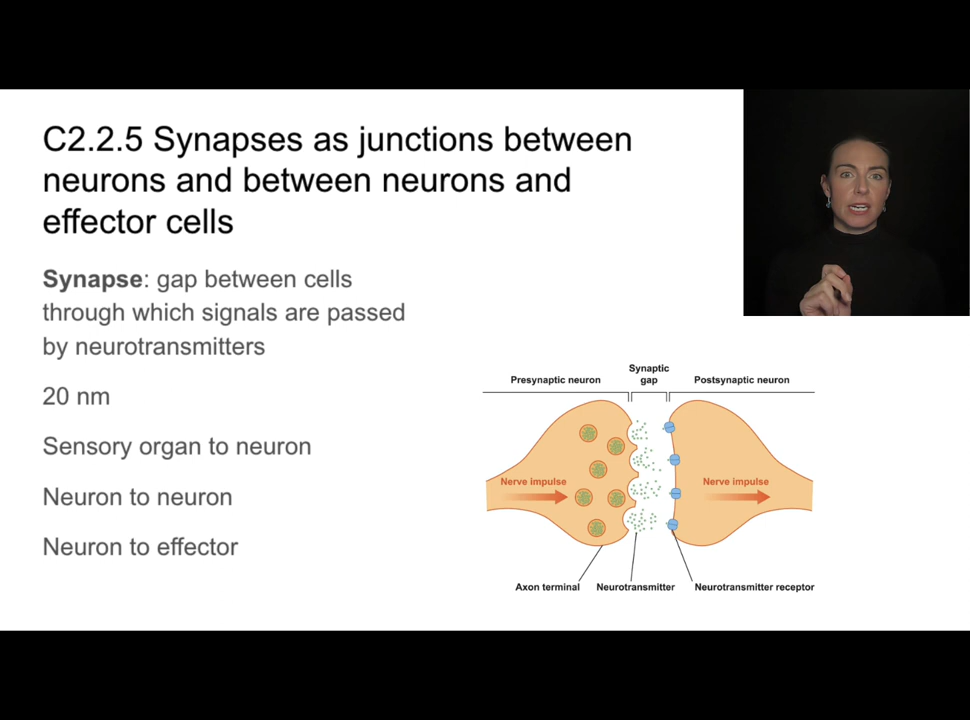 C2.2.5 Synapses as junctions between
neurons and between neurons and
effector cells
Synapse: gap between cells
through which signals are passed
by neurotransmitters
20 nm
Sensory organ to neuron
Neuron to neuron
Neuron to effector
Presynaptic neuron
Synaptic
gap
Postsynaptic neuron
Nerve impulse
Nerve impulse
Axon terminal
Neurotransmitter
Neurotransmitter receptor